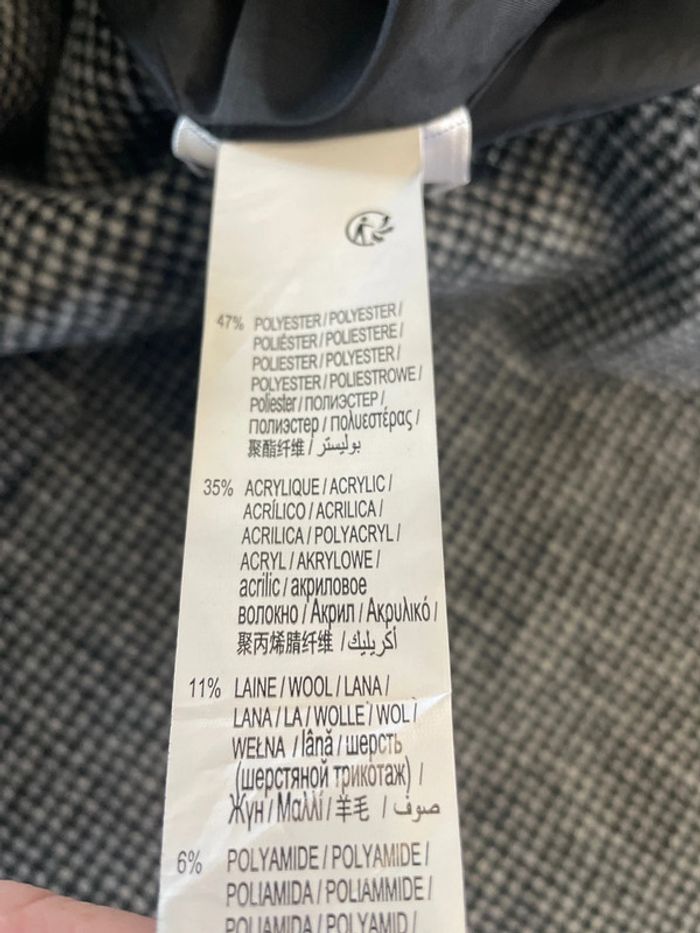 47% POLYESTER / POLYESTER /
POLIÉSTER / POLIESTERE /
POLIESTER / POLYESTER /
POLYESTER / POLIESTROWE /
Poliester / ПОЛИЭСТЕР /
полиэстер / πολυεστέρας /
聚酯纤维 / بوليستر
35% ACRYLIQUE / ACRYLIC /
ACRÍLICO / ACRILICA /
ACRILICA / POLYACRYL /
ACRYL / AKRYLOWE /
acrilic / акриловое
волокно / Акрил / Ακρυλικό /
聚丙烯腈纤维 / أكريليك
11% LAINE / WOOL / LANA /
LANA / LA / WOLLE / WOL /
WEŁNA / lână / шерсть
(шерстяной трикотаж) /
Жүн / Μαλλί / 羊毛 / صوف
6% POLYAMIDE / POLYAMIDE /
POLIAMIDA / POLIAMMIDE /
POLIAMIDA / POLYAMID /